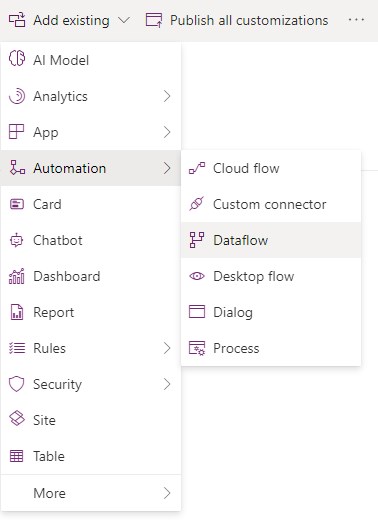 Add existing
Publish all customizations
AI Model
Analytics
App
Automation
Card
Chatbot
Dashboard
Report
Rules
Security
Site
Table
More
Cloud flow
Custom connector
Dataflow
Desktop flow
Dialog
Process